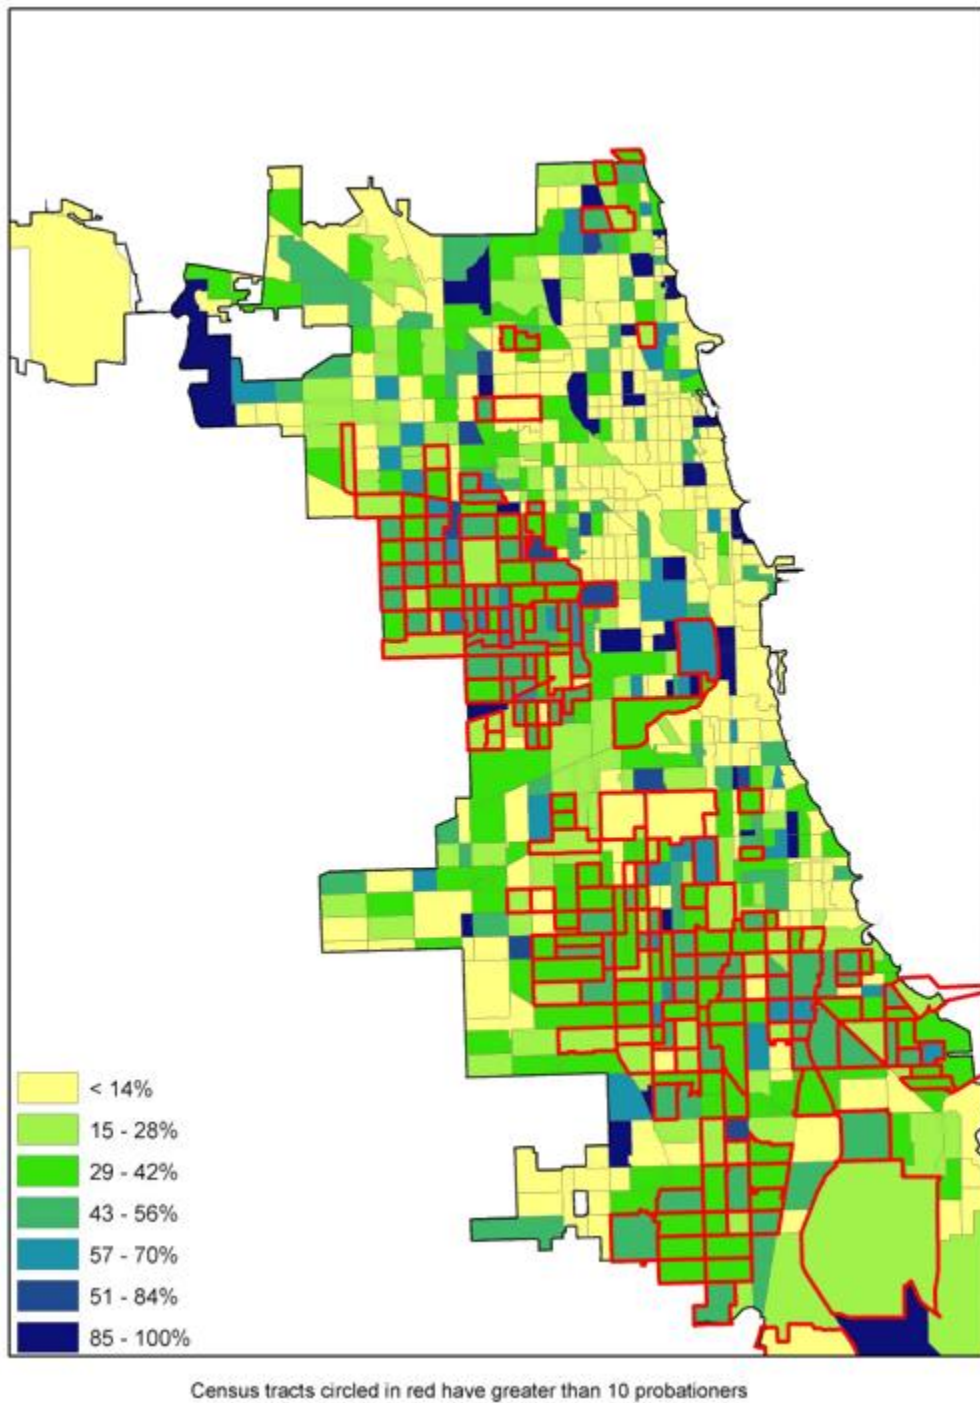 < 14%
15 - 28%
29 - 42%
43 - 56%
57 - 70%
51 - 84%
85 - 100%
Census tracts circled in red have greater than 10 probationers